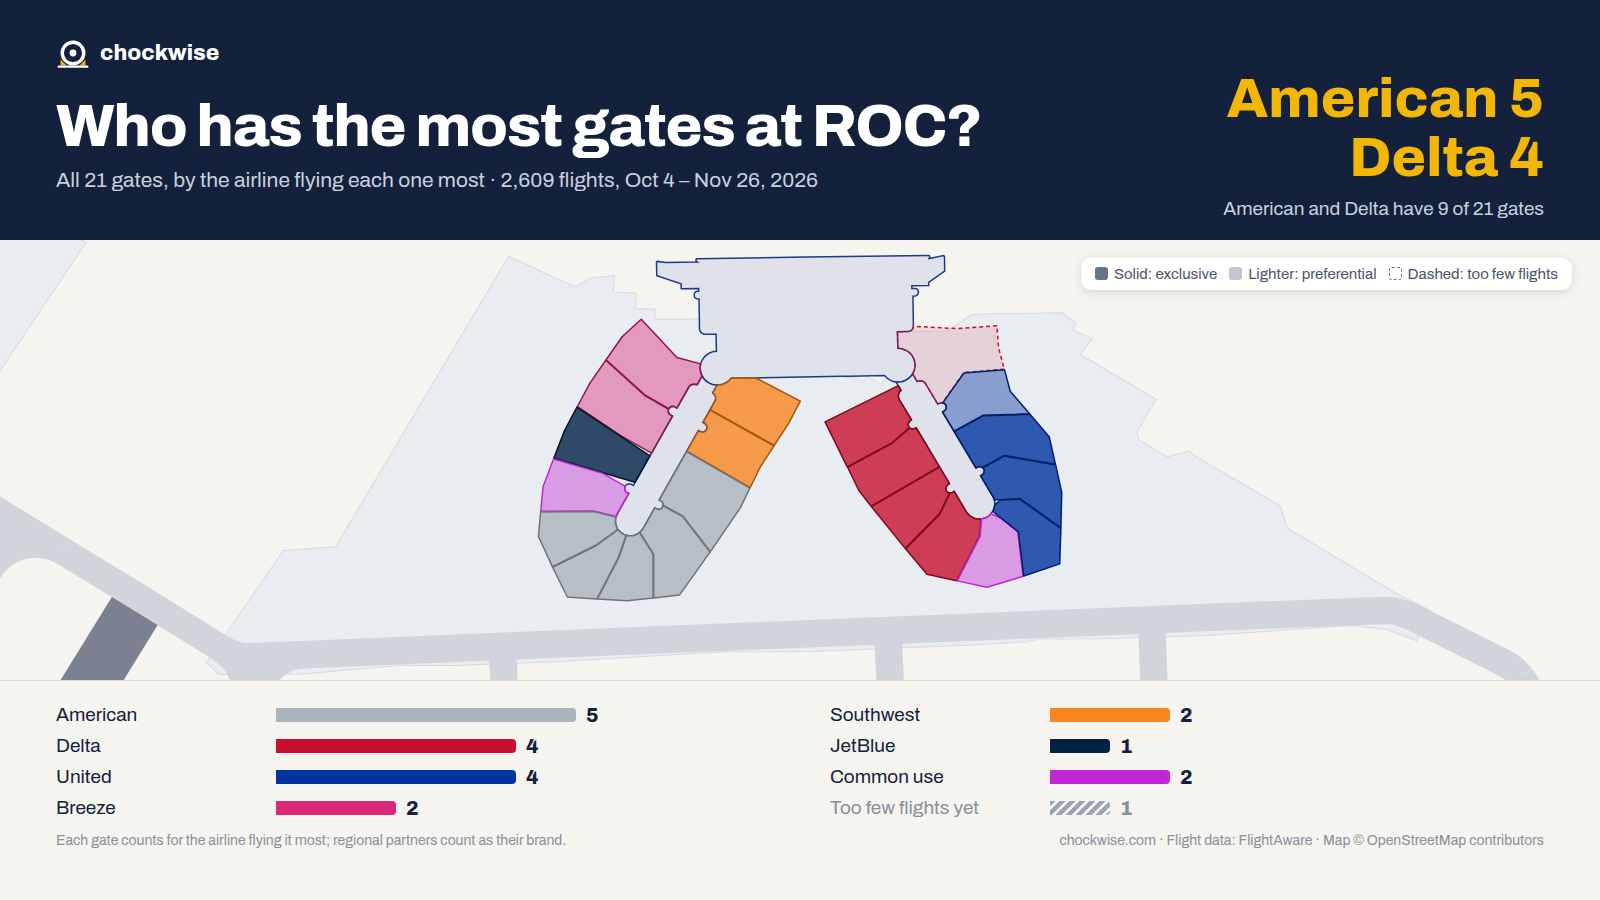 chockwise
Who has the most gates at ROC?
All 21 gates, by the airline flying each one most · 2,609 flights, Oct 4 – Nov 26, 2026
American 5
Delta 4
American and Delta have 9 of 21 gates
Solid: exclusive
Lighter: preferential
Dashed: too few flights
American 5
Delta 4
United 4
Breeze 2
Southwest 2
JetBlue 1
Common use 2
Too few flights yet 1
Each gate counts for the airline flying it most; regional partners count as their brand.
chockwise.com · Flight data: FlightAware · Map © OpenStreetMap contributors